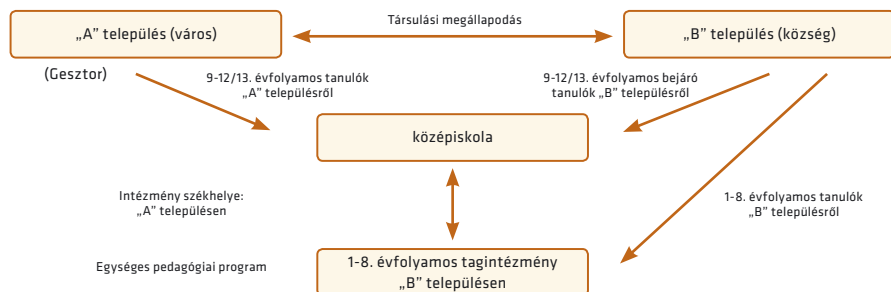 Társulási megállapodás
„A” település (város)
„B” település (község)
(Gesztor)
9-12/13. évfolyamos tanulók
„A” településről
9-12/13. évfolyamos bejáró
tanulók „B” településről
középiskola
Intézmény székhelye:
„A” településen
1-8. évfolyamos tanulók
„B” településről
Egységes pedagógiai program
1-8. évfolyamos tagintézmény
„B” településen